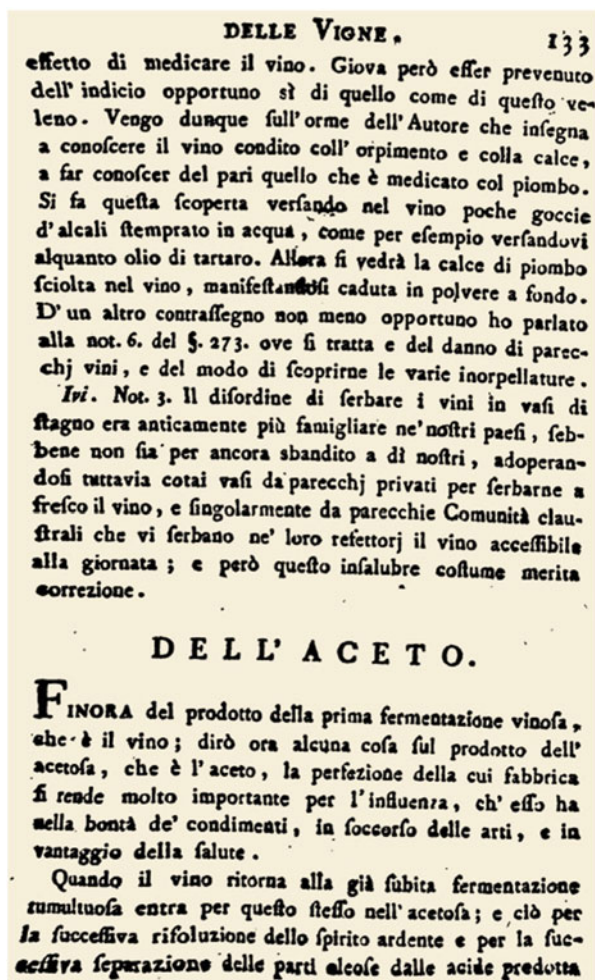 DELLE VIGNE. 133
effetto di medicare il vino. Giova però eſſer prevenuto
dell' indicio opportuno sì di quello come di queſto ve-
leno. Vengo dunque ſull'orme dell'Autore che inſegna
a conoſcere il vino condito coll' orpimento e colla calce,
a far conoſcer del pari quello che è medicato col piombo.
Si fa queſta ſcoperta verſando nel vino poche goccie
d'alcali ſtemprato in acqua, come per eſempio verſandovi
alquanto olio di tartaro. Allora ſi vedrà la calce di piombo
ſciolta nel vino, manifeſtandoſi caduta in polvere a fondo.
D'un altro contraſſegno non meno opportuno ho parlato
alla not. 6. del §. 273. ove ſi tratta e del danno di parec-
chj vini, e del modo di ſcoprirne le varie inorpellature.
Ivi. Not. 3. Il diſordine di ſerbare i vini in vaſi di
ſtagno era anticamente più famigliare ne' noſtri paeſi, ſeb-
bene non ſia per ancora sbandito a dì noſtri, adoperan-
doſi tuttavia cotai vaſi da parecchj privati per ſerbarne a
freſco il vino, e ſingolarmente da parecchie Comunità clau-
ſtrali che vi ſerbano ne' loro refettorj il vino acceſſibile
alla giornata; e però queſto inſalubre coſtume merita
correzione.
DELL'ACETO.
FINORA del prodotto della prima fermentazione vinoſa,
che è il vino; dirò ora alcuna coſa ſul prodotto dell'
acetoſa, che è l'aceto, la perfezione della cui fabbrica
ſi rende molto importante per l'influenza, ch' eſſo ha
nella bontà de' condimenti, in ſoccorſo delle arti, e in
vantaggio della ſalute.
Quando il vino ritorna alla già ſubita fermentazione
tumultuoſa entra per queſto ſteſſo nell'acetoſa; e ciò per
la ſucceſſiva riſoluzione dello ſpirito ardente e per la ſuc-
ceſſiva ſeparazione delle parti oleoſe dalle acide predotta